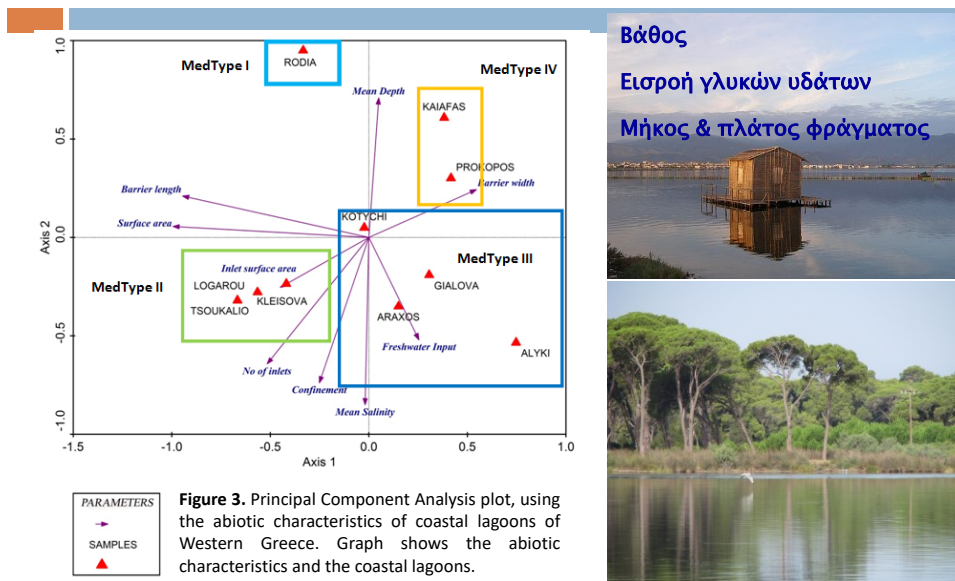 MedType I
RODIA
MedType IV
Mean Depth
KAIAFAS
PROKOPOS
Barrier width
Barrier length
Surface area
KOTYCHI
MedType III
MedType II
Inlet surface area
LOGAROU
KLEISOVA
TSOUKALIO
GIALOVA
ARAXOS
Freshwater Input
ALYKI
No of inlets
Confinement
Mean Salinity
Axis 2
1.0
0.5
0.0
-0.5
-1.0
-1.5
-1.0
-0.5
0.0
0.5
1.0
Axis 1
PARAMETERS
SAMPLES
Figure 3. Principal Component Analysis plot, using
the abiotic characteristics of coastal lagoons of
Western Greece. Graph shows the abiotic
characteristics and the coastal lagoons.
Βάθος
Εισροή γλυκών υδάτων
Μήκος & πλάτος φράγματος